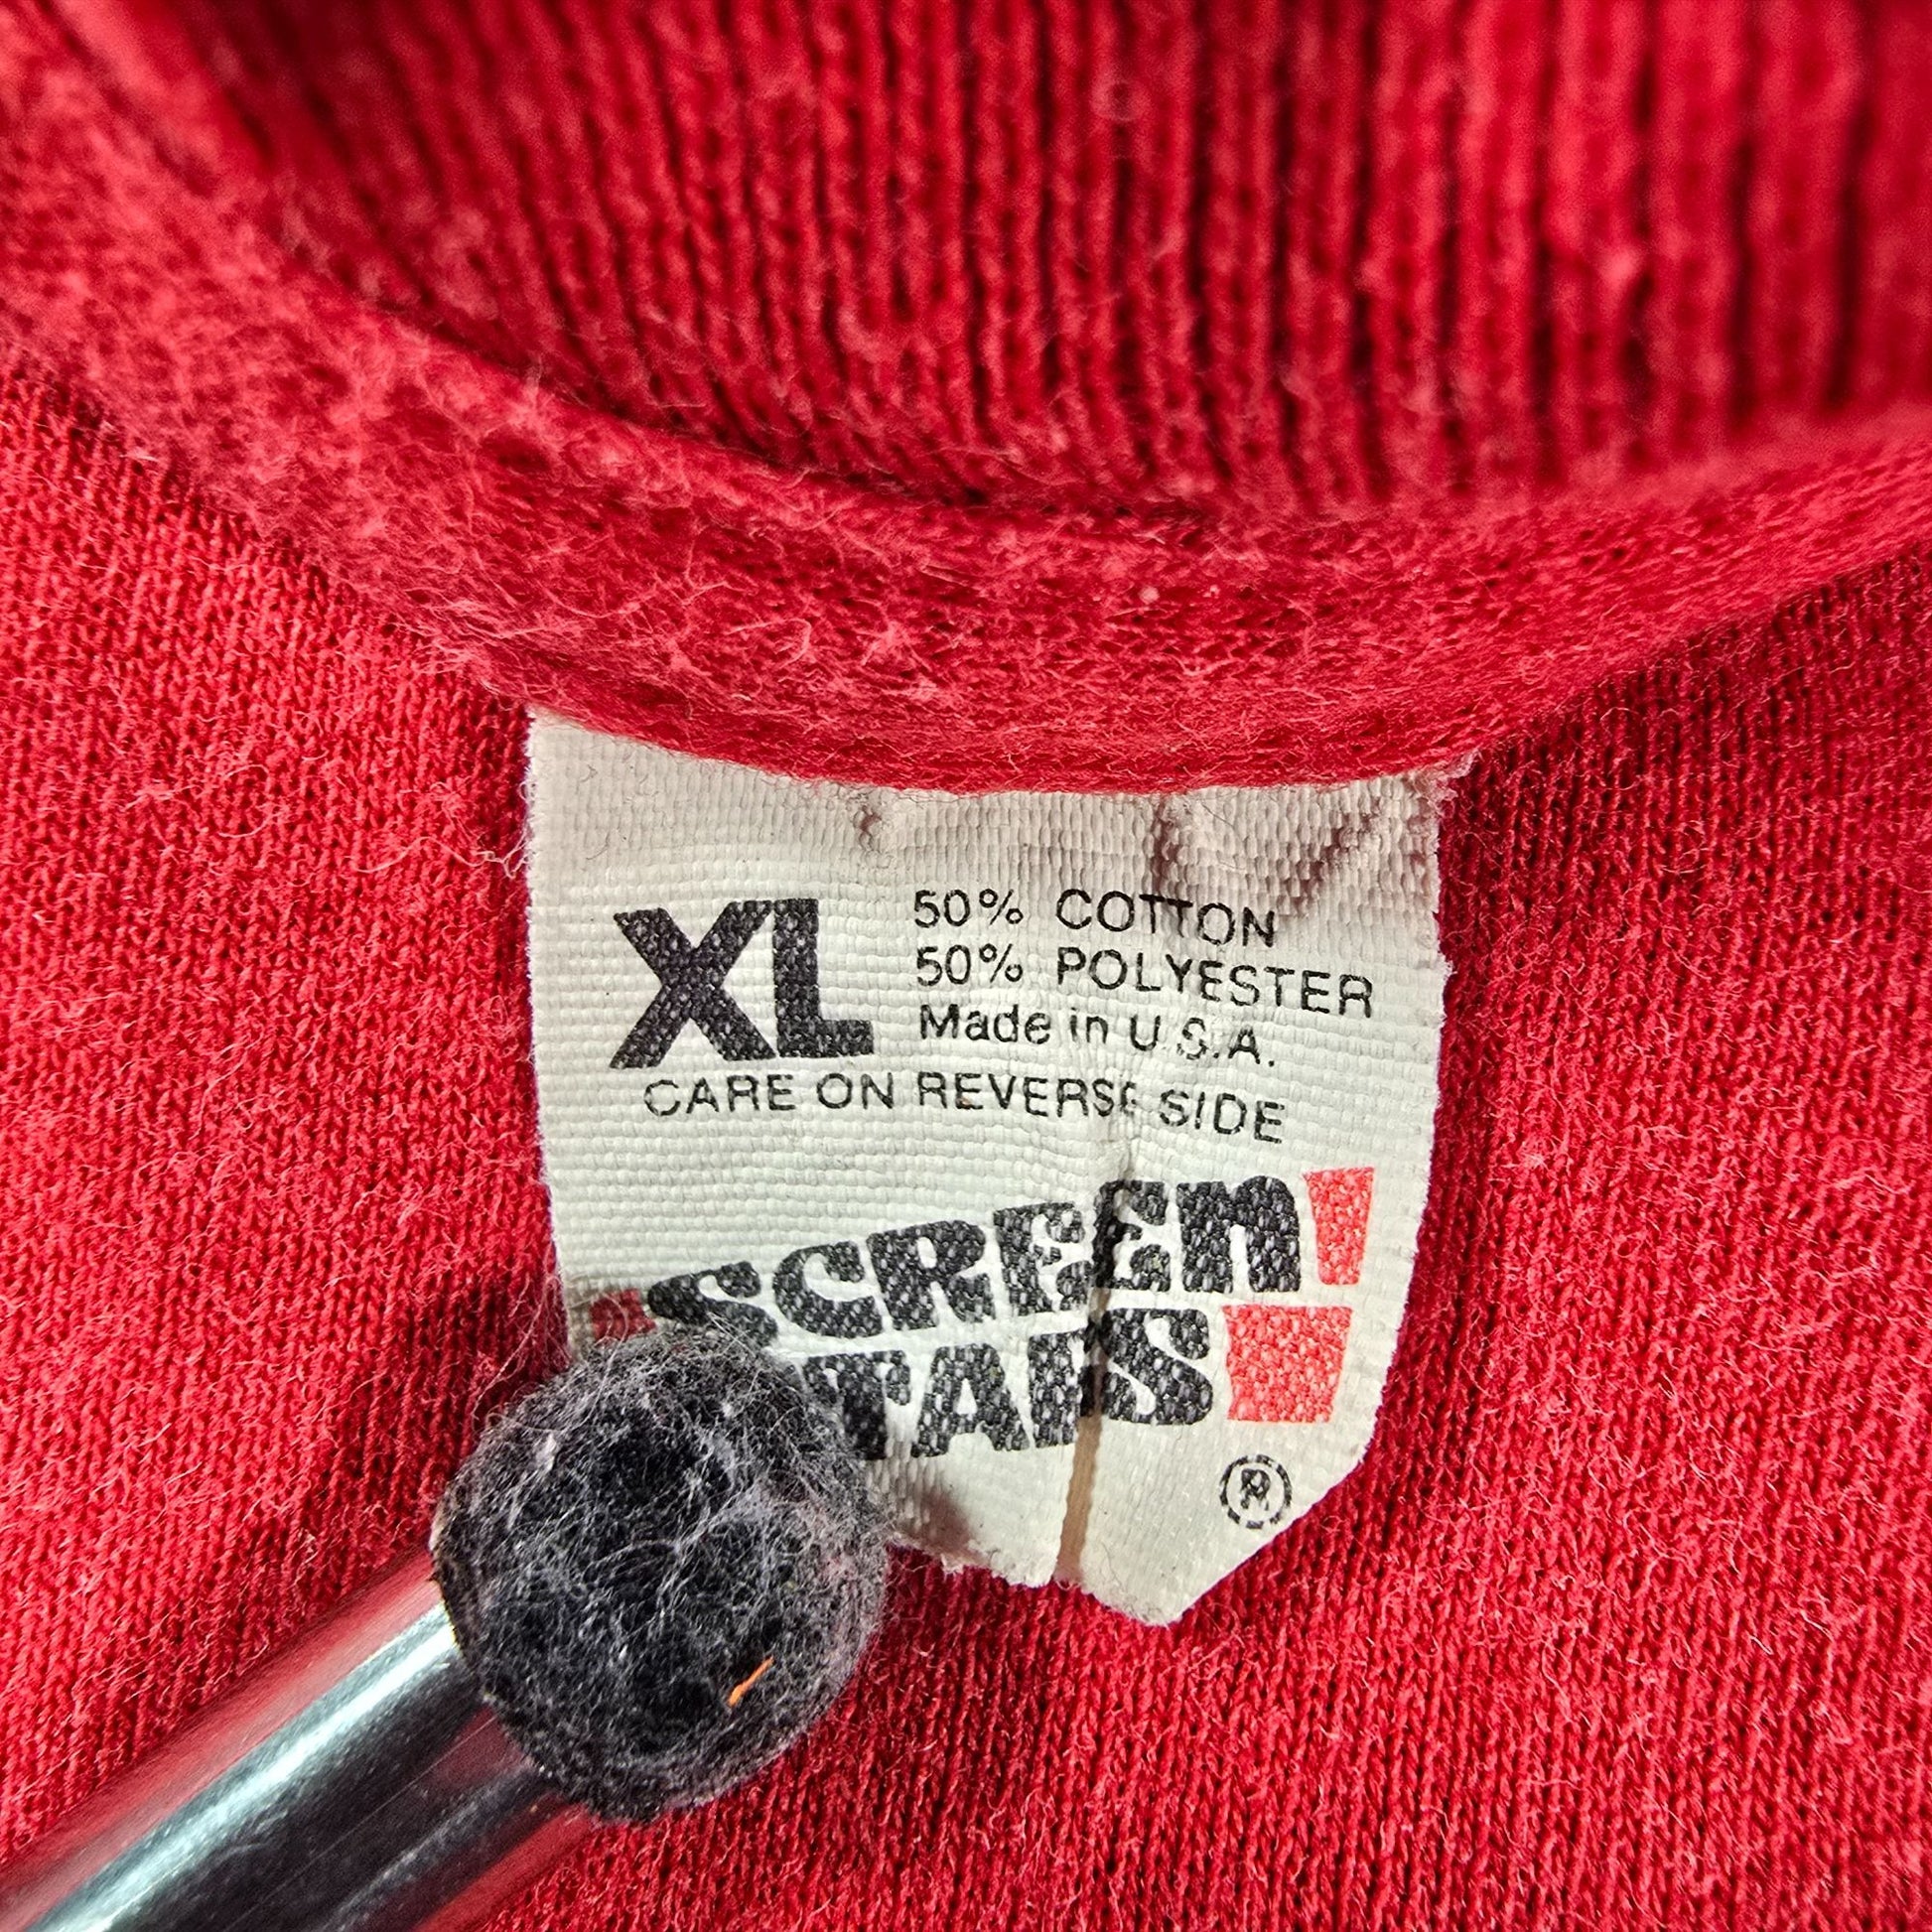 XL
50% COTTON
50% POLYESTER
Made in U.S.A.
CARE ON REVERSE SIDE
SCREEN
STARS
®